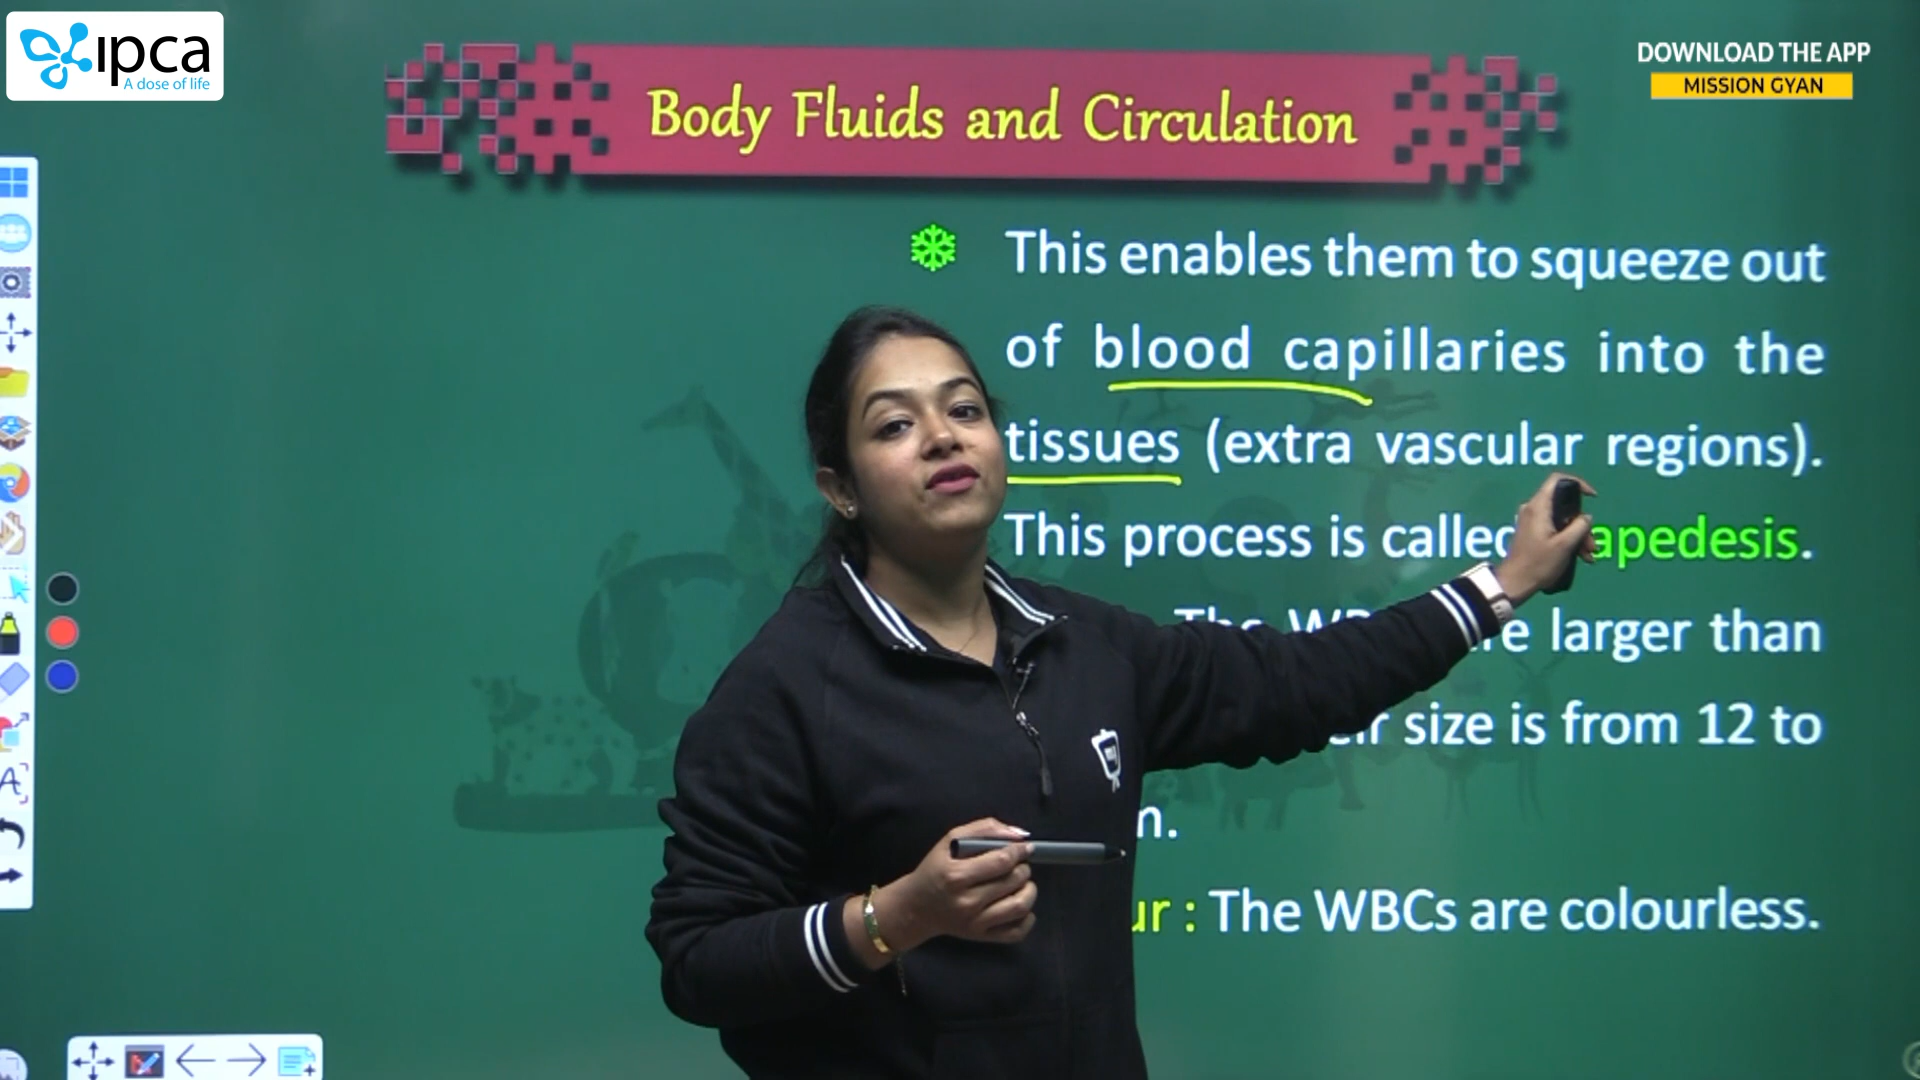 ipca
A dose of life
DOWNLOAD THE APP
MISSION GYAN
Body Fluids and Circulation
This enables them to squeeze out
of blood capillaries into the
tissues (extra vascular regions).
This process is called apedesis.
The larger than
size is from 12 to
The WBCs are colourless.